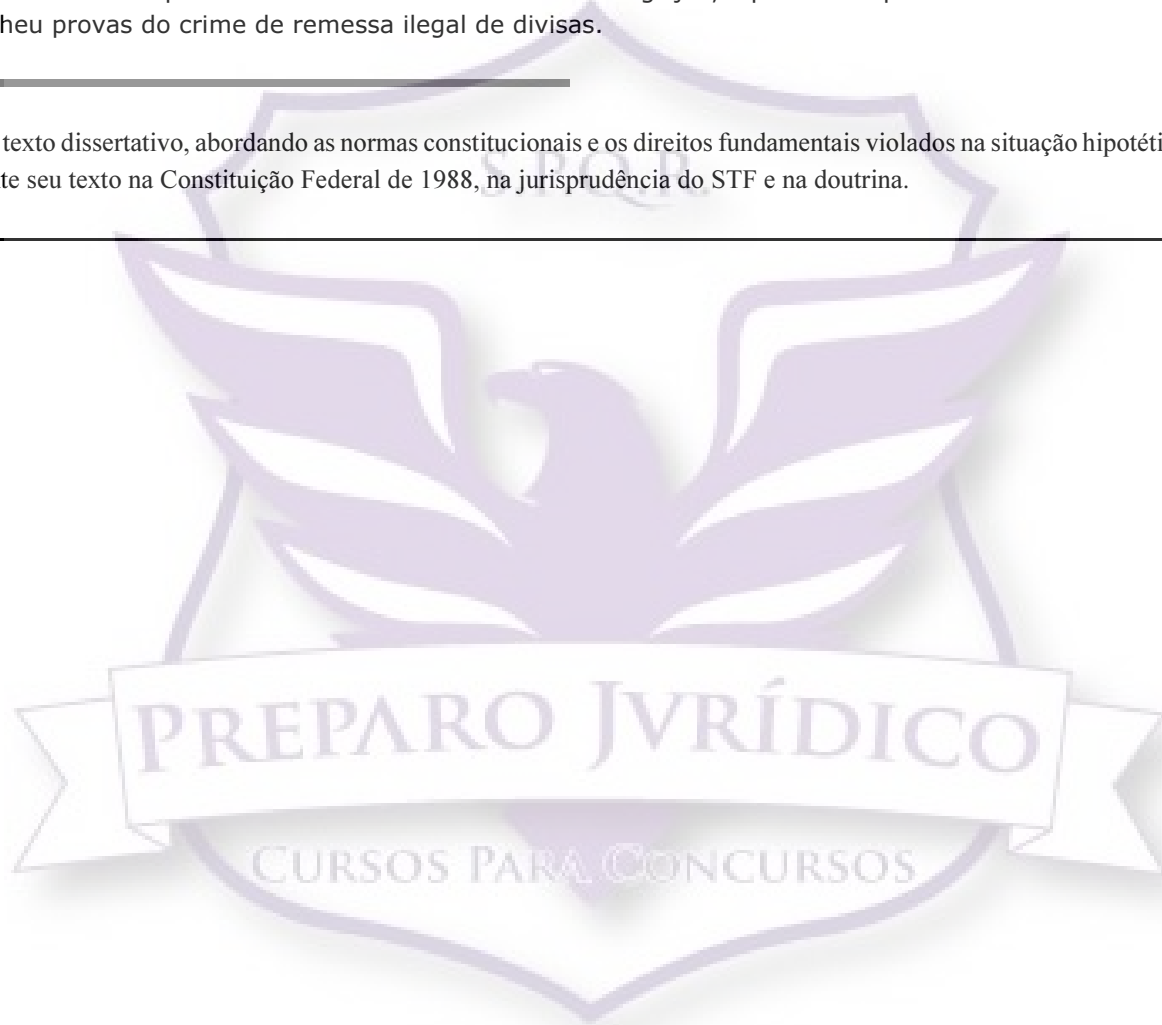 heu provas do crime de remessa ilegal de divisas.
texto dissertativo, abordando as normas constitucionais e os direitos fundamentais violados na situação hipotéti
te seu texto na Constituição Federal de 1988, na jurisprudência do STF e na doutrina.
S.P.Q.R.
PREPARO JVRÍDICO
CURSOS PARA CONCURSOS